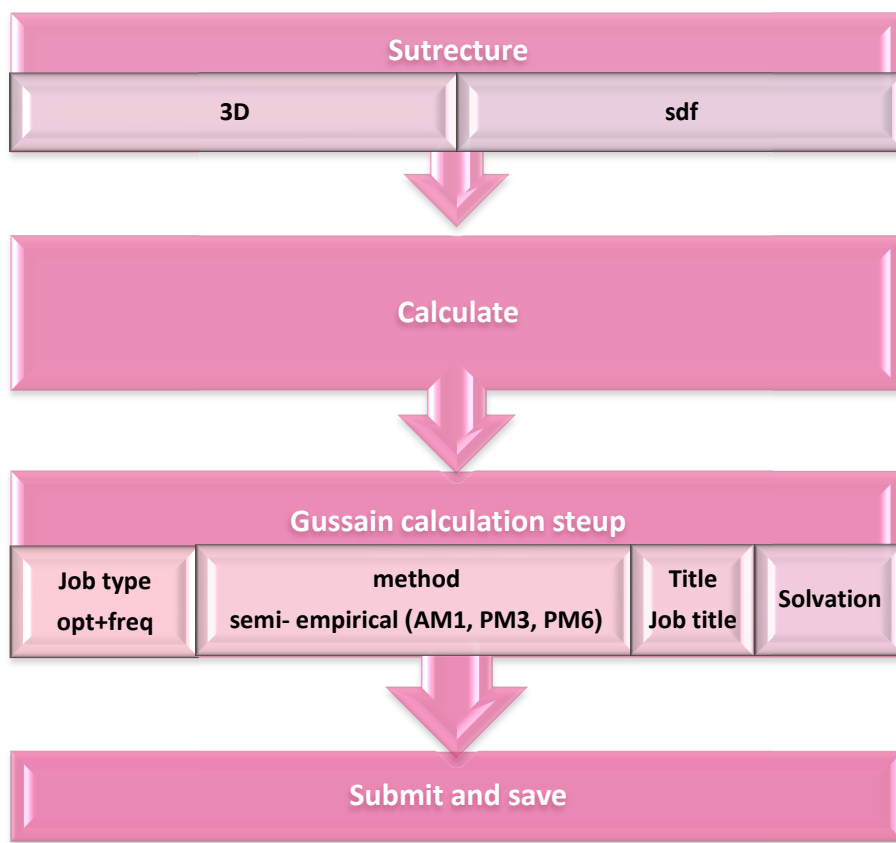 Sutrecture
3D
sdf
Calculate
Gussain calculation steup
Job type
opt+freq
method
semi- empirical (AM1, PM3, PM6)
Title
Job title
Solvation
Submit and save